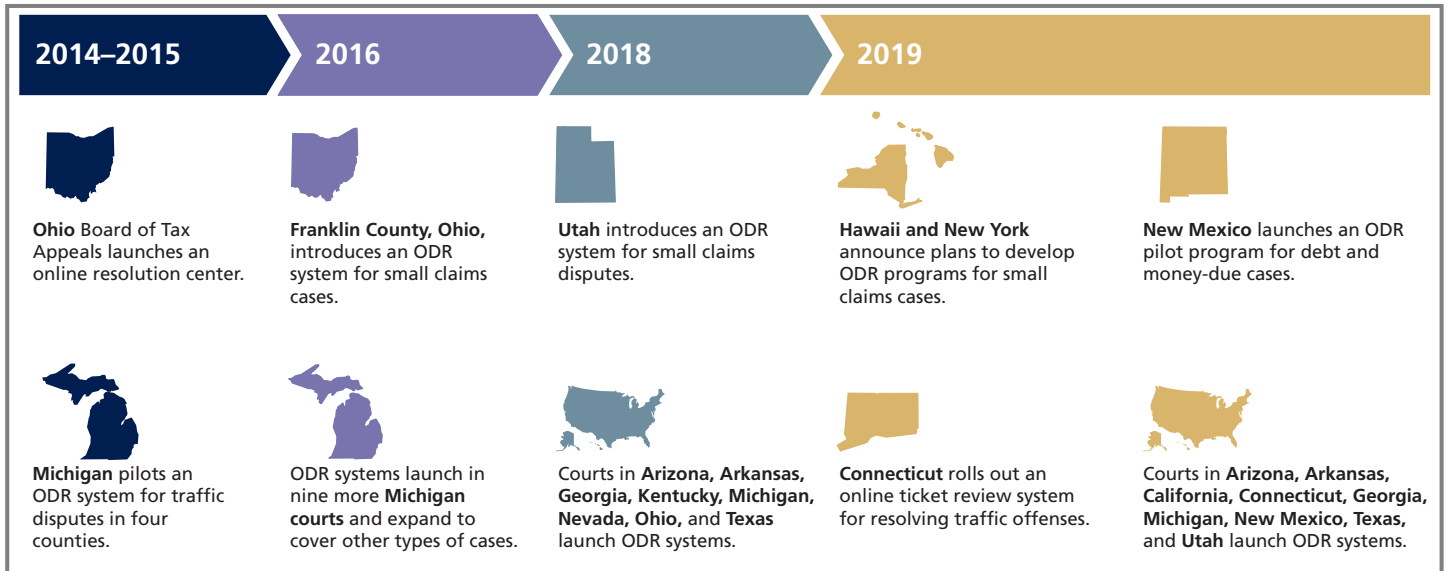 2014–2015
2016
2018
2019
Ohio Board of Tax
Appeals launches an
online resolution center.
Franklin County, Ohio,
introduces an ODR
system for small claims
cases.
Utah introduces an ODR
system for small claims
disputes.
Hawaii and New York
announce plans to develop
ODR programs for small
claims cases.
New Mexico launches an ODR
pilot program for debt and
money-due cases.
Michigan pilots an
ODR system for traffic
disputes in four
counties.
ODR systems launch in
nine more Michigan
courts and expand to
cover other types of cases.
Courts in Arizona, Arkansas,
Georgia, Kentucky, Michigan,
Nevada, Ohio, and Texas
launch ODR systems.
Connecticut rolls out an
online ticket review system
for resolving traffic offenses.
Courts in Arizona, Arkansas,
California, Connecticut, Georgia,
Michigan, New Mexico, Texas,
and Utah launch ODR systems.